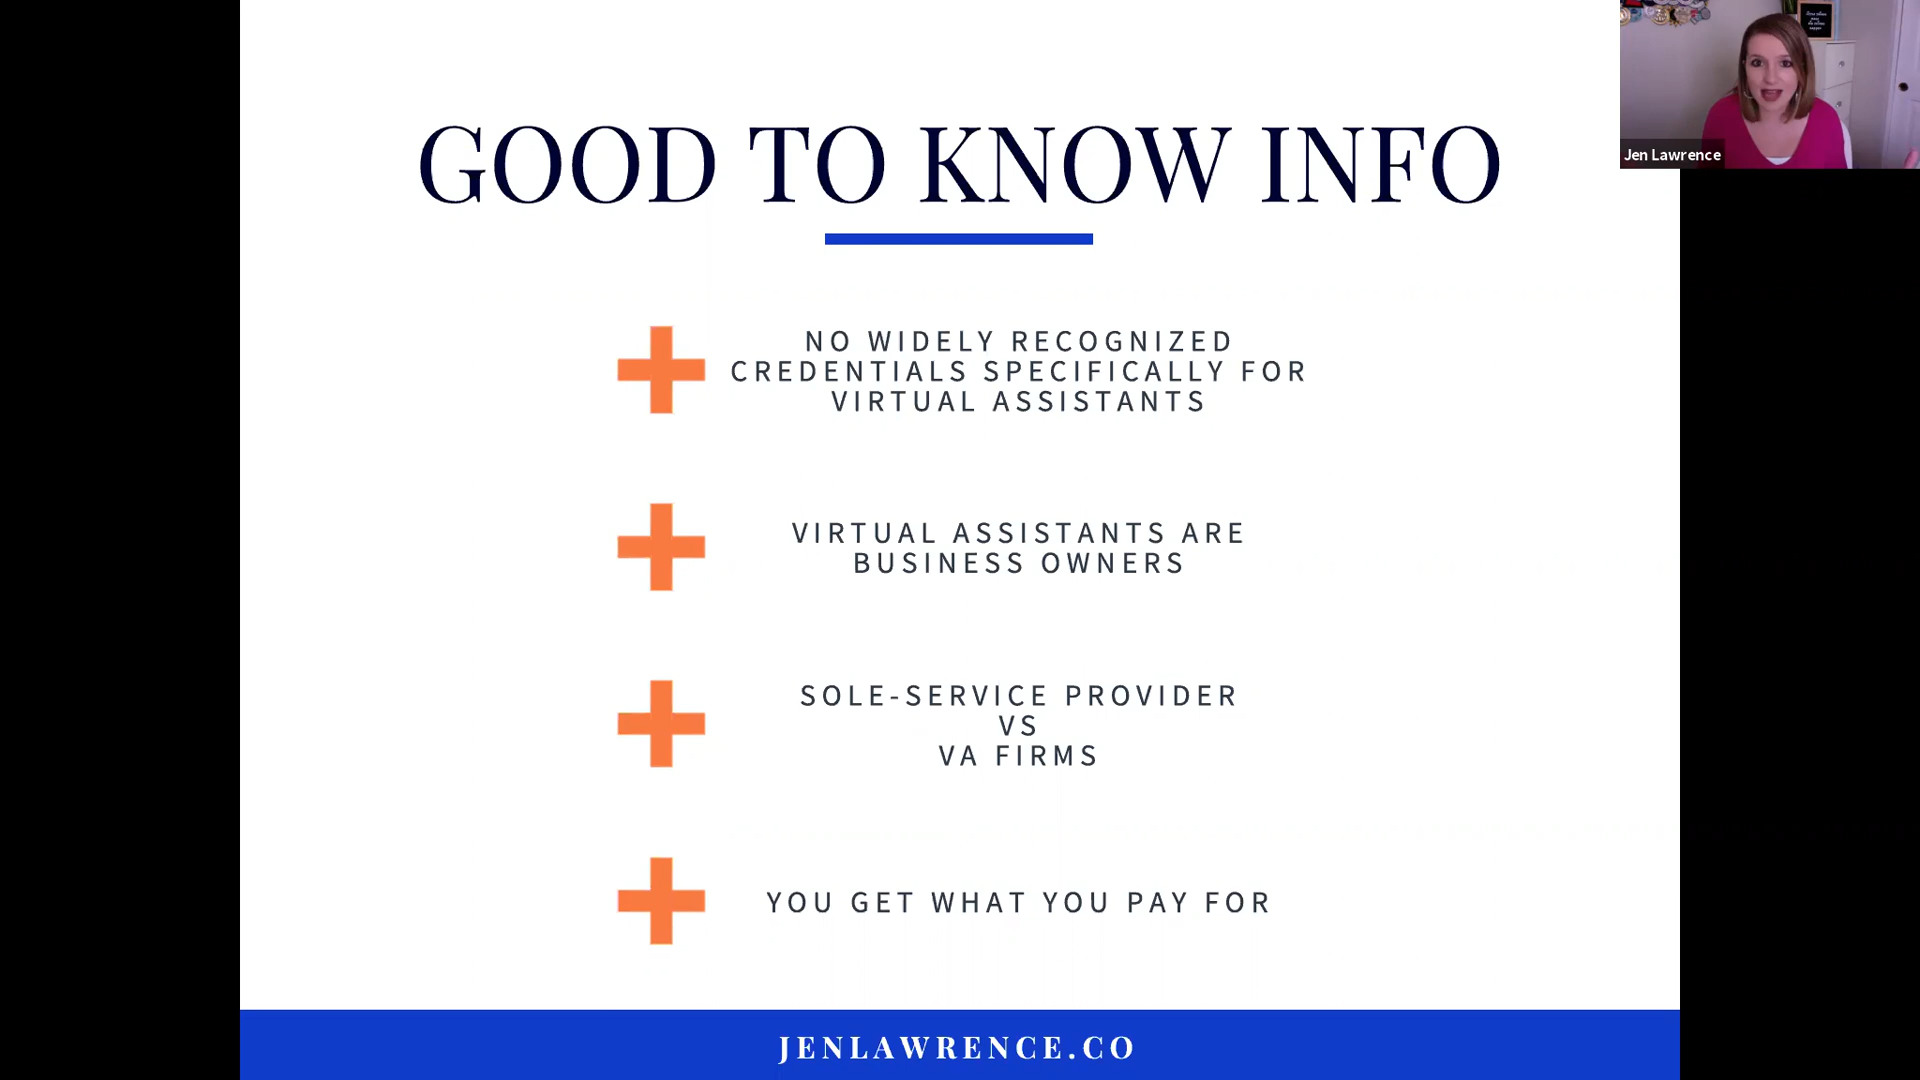 GOOD TO KNOW INFO
NO WIDELY RECOGNIZED
CREDENTIALS SPECIFICALLY FOR
VIRTUAL ASSISTANTS
VIRTUAL ASSISTANTS ARE
BUSINESS OWNERS
SOLE-SERVICE PROVIDER
VS
VA FIRMS
YOU GET WHAT YOU PAY FOR
JENLAWRENCE.CO
Jen Lawrence